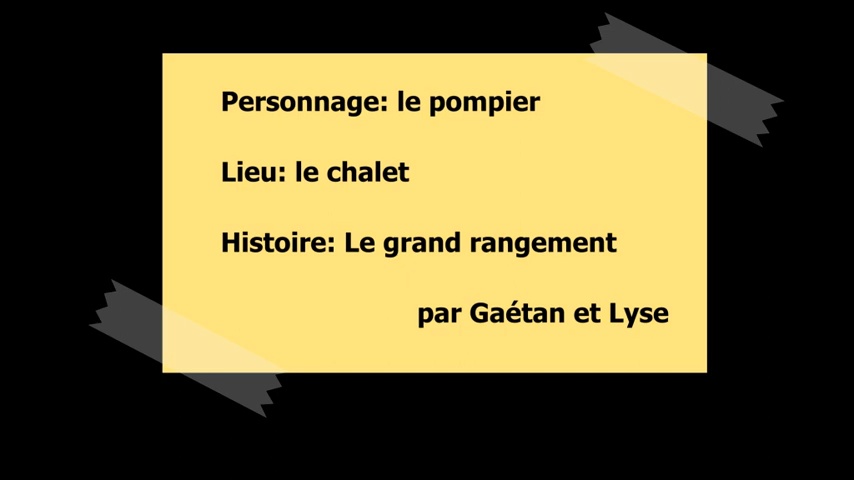 Personnage: le pompier
Lieu: le chalet
Histoire: Le grand rangement
par Gaétan et Lyse